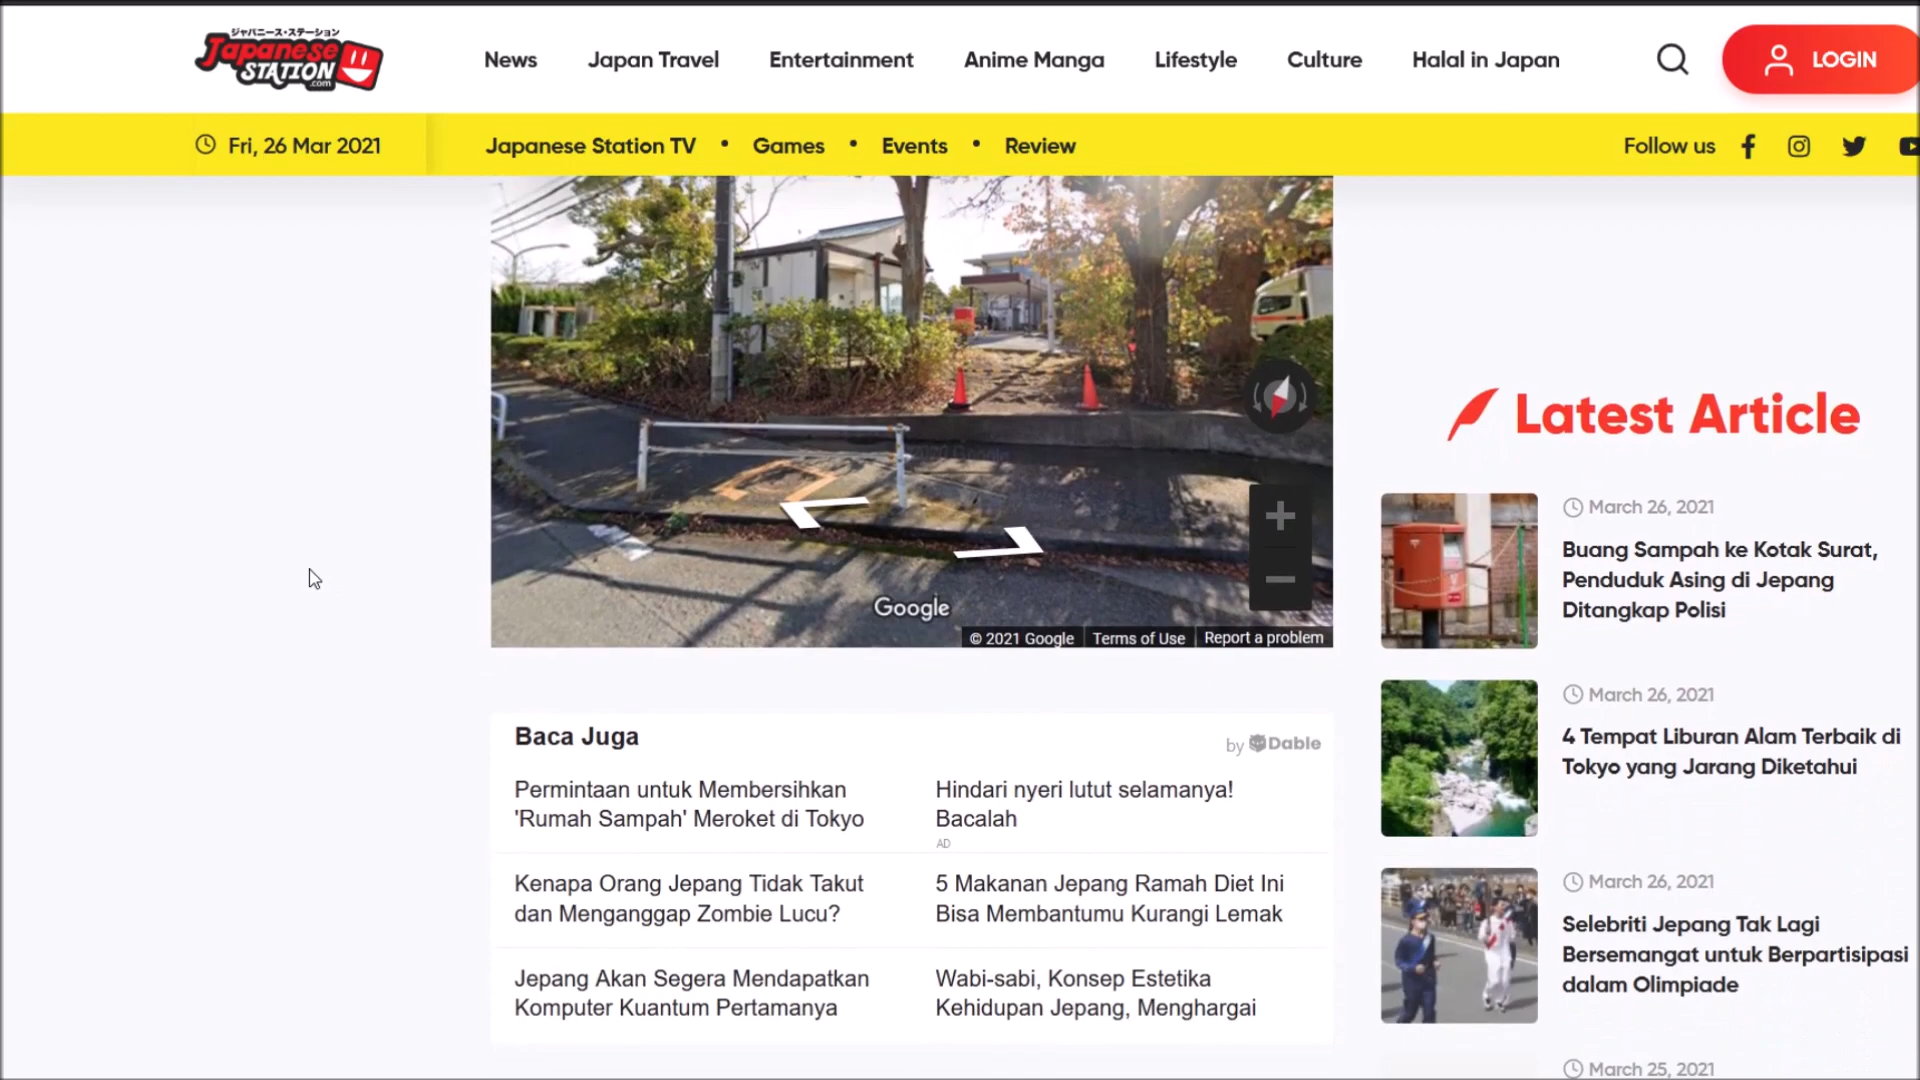 ジャパニーズ・ステーション
Japanese
STATION
.com
News
Japan Travel
Entertainment
Anime Manga
Lifestyle
Culture
Halal in Japan
LOGIN
Fri, 26 Mar 2021
Japanese Station TV • Games • Events • Review
Follow us
Google
© 2021 Google
Terms of Use
Report a problem
Latest Article
March 26, 2021
Buang Sampah ke Kotak Surat,
Penduduk Asing di Jepang
Ditangkap Polisi
March 26, 2021
4 Tempat Liburan Alam Terbaik di
Tokyo yang Jarang Diketahui
March 26, 2021
Selebriti Jepang Tak Lagi
Bersemangat untuk Berpartisipasi
dalam Olimpiade
March 25, 2021
Baca Juga
by Dable
Permintaan untuk Membersihkan
'Rumah Sampah' Meroket di Tokyo
Hindari nyeri lutut selamanya!
Bacalah
AD
Kenapa Orang Jepang Tidak Takut
dan Menganggap Zombie Lucu?
5 Makanan Jepang Ramah Diet Ini
Bisa Membantumu Kurangi Lemak
Jepang Akan Segera Mendapatkan
Komputer Kuantum Pertamanya
Wabi-sabi, Konsep Estetika
Kehidupan Jepang, Menghargai